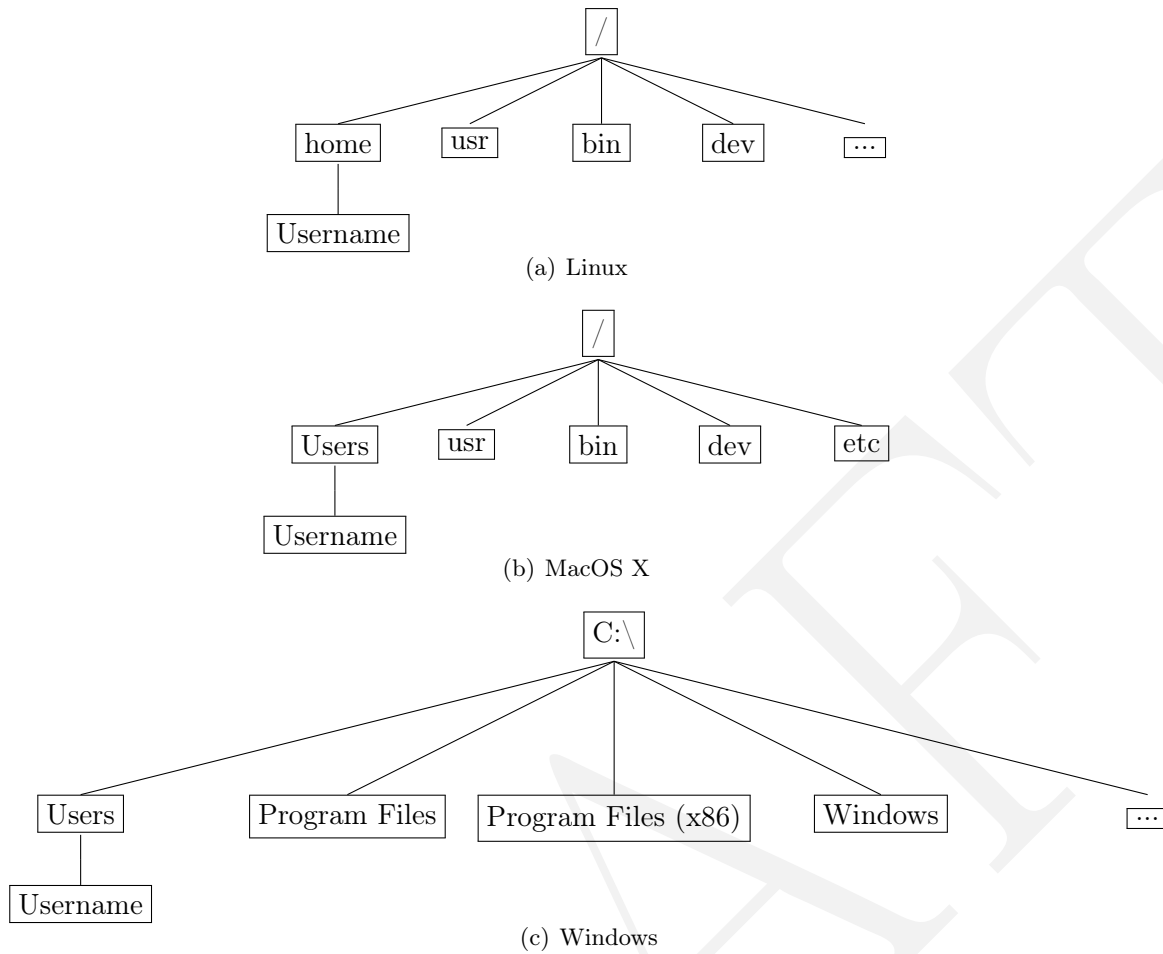 /
home usr bin dev ...
Username
(a) Linux
/
Users usr bin dev etc
Username
(b) MacOS X
C:\
Users Program Files Program Files (x86) Windows ...
Username
(c) Windows